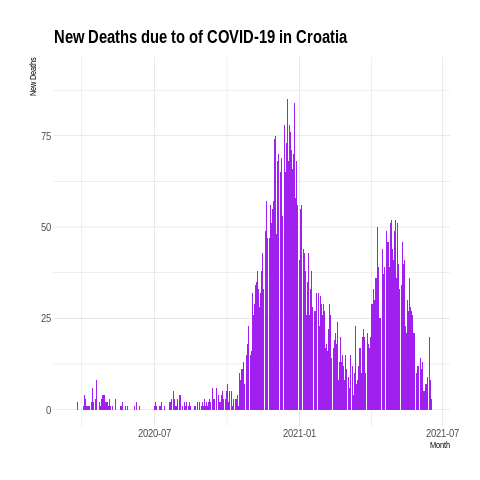 New Deaths due to of COVID-19 in Croatia
New Deaths
75
50
25
0
2020-07
2021-01
2021-07
Month